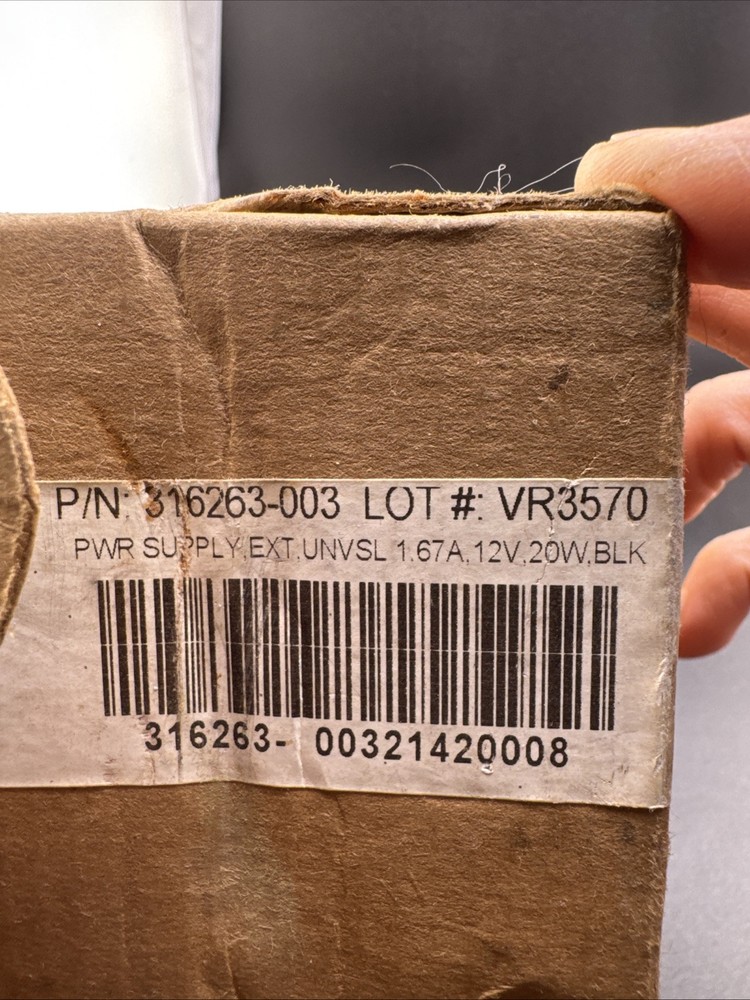 P/N: 316263-003 LOT #: VR3570
PWR SUPPLY,EXT,UNVSL 1.67A,12V,20W,BLK
316263- 00321420008